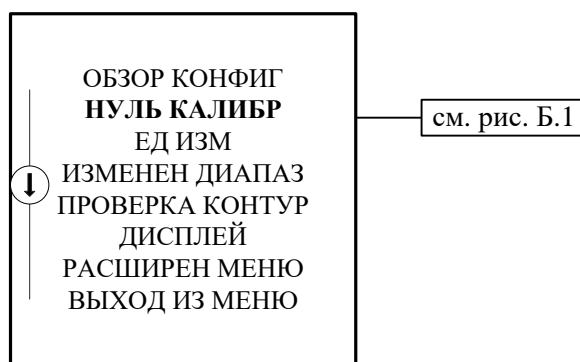 ОБЗОР КОНФИГ
НУЛЬ КАЛИБР
ЕД ИЗМ
ИЗМЕНЕН ДИАПАЗ
ПРОВЕРКА КОНТУР
ДИСПЛЕЙ
РАСШИРЕН МЕНЮ
ВЫХОД ИЗ МЕНЮ
см. рис. Б.1